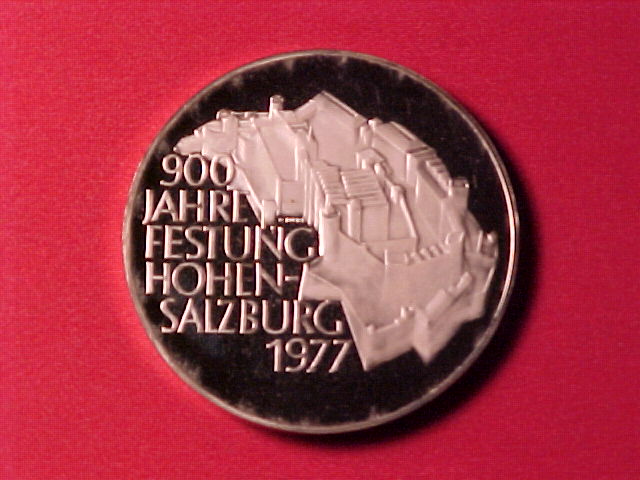 900
JAHRE
FESTUNG
HOHEN-
SALZBURG
1977